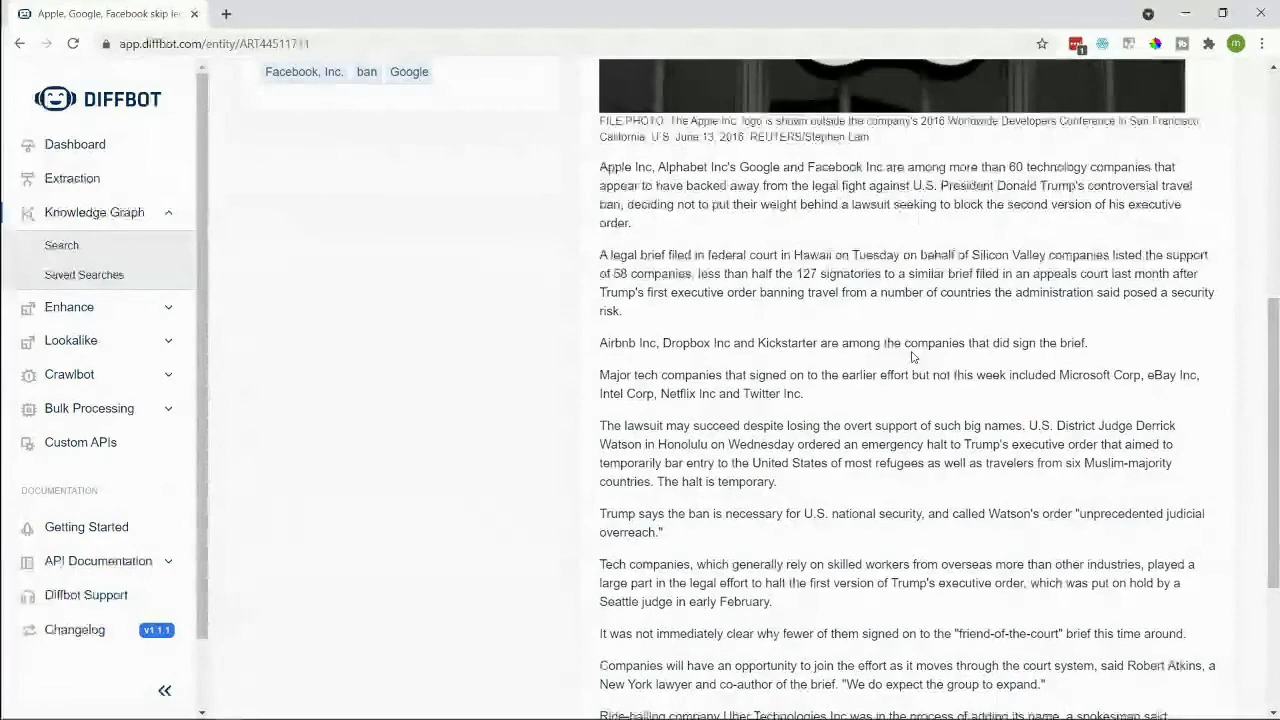 Apple, Google, Facebook skip le
app.diffbot.com/entity/ART44511711
1
m
DIFFBOT
Facebook, Inc. ban Google
Dashboard
Extraction
Knowledge Graph
Search
Saved Searches
Enhance
Lookalike
Crawlbot
Bulk Processing
Custom APIs
DOCUMENTATION
Getting Started
API Documentation
Diffbot Support
Changelog v1.1.1
FILE PHOTO: The Apple Inc. logo is shown outside the company's 2016 Worldwide Developers Conference in San Francisco
California U.S. June 13, 2016. REUTERS/Stephen Lam
Apple Inc, Alphabet Inc's Google and Facebook Inc are among more than 60 technology companies that
appear to have backed away from the legal fight against U.S. President Donald Trump's controversial travel
ban, deciding not to put their weight behind a lawsuit seeking to block the second version of his executive
order.
A legal brief filed in federal court in Hawaii on Tuesday on behalf of Silicon Valley companies listed the support
of 58 companies, less than half the 127 signatories to a similar brief filed in an appeals court last month after
Trump's first executive order banning travel from a number of countries the administration said posed a security
risk.
Airbnb Inc, Dropbox Inc and Kickstarter are among the companies that did sign the brief.
Major tech companies that signed on to the earlier effort but not this week included Microsoft Corp, eBay Inc,
Intel Corp, Netflix Inc and Twitter Inc.
The lawsuit may succeed despite losing the overt support of such big names. U.S. District Judge Derrick
Watson in Honolulu on Wednesday ordered an emergency halt to Trump's executive order that aimed to
temporarily bar entry to the United States of most refugees as well as travelers from six Muslim-majority
countries. The halt is temporary.
Trump says the ban is necessary for U.S. national security, and called Watson's order "unprecedented judicial
overreach."
Tech companies, which generally rely on skilled workers from overseas more than other industries, played a
large part in the legal effort to halt the first version of Trump's executive order, which was put on hold by a
Seattle judge in early February.
It was not immediately clear why fewer of them signed on to the "friend-of-the-court" brief this time around.
Companies will have an opportunity to join the effort as it moves through the court system, said Robert Atkins, a
New York lawyer and co-author of the brief. "We do expect the group to expand."
Ride-hailing company Uber Technologies Inc was in the process of adding its name, a spokesman said.